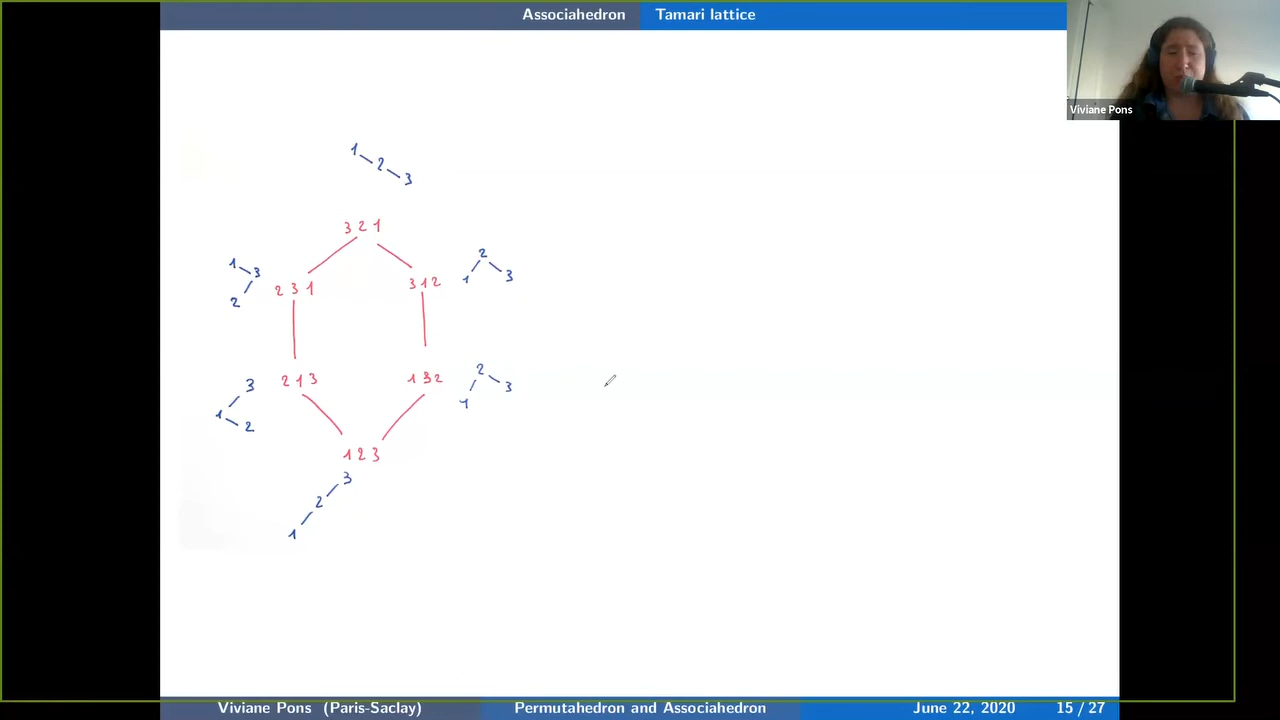 Associahedron Tamari lattice
Viviane Pons
1 2 3
3 2 1
1 3 2
2 3 1
3 1 2
2 1 3
3 1 2
2 1 3
1 3 2
2 3 1
1 2 3
3 2 1
Viviane Pons (Paris-Saclay) Permutahedron and Associahedron June 22, 2020 15 / 27